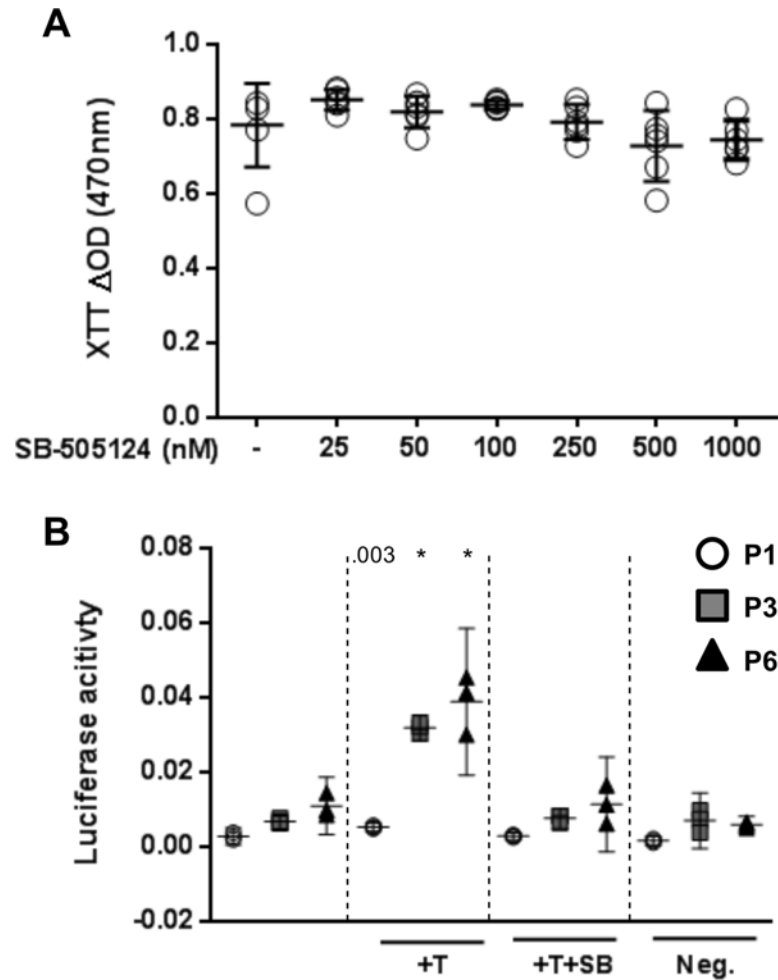 A
1.0
0.8
0.6
0.4
0.2
0.0
XTT ΔOD (470nm)
SB-505124 (nM) - 25 50 100 250 500 1000
B
0.08
0.06
0.04
0.02
0.00
-0.02
Luciferase acitivty
.003 * *
P1
P3
P6
+T +T+SB Neg.